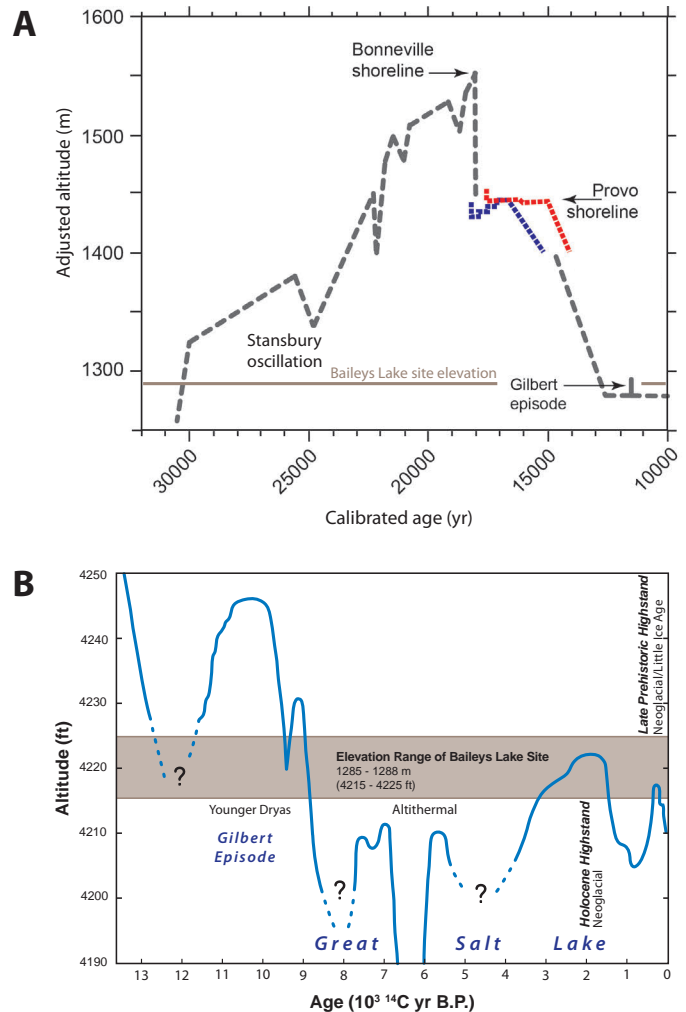 A
1600
1500
1400
1300
Adjusted altitude (m)
Bonneville
shoreline
Provo
shoreline
Stansbury
oscillation
Baileys Lake site elevation
Gilbert
episode
30000
25000
20000
15000
10000
Calibrated age (yr)
B
4250
4240
4230
4220
4210
4200
4190
Altitude (ft)
Late Prehistoric Highstand
Neoglacial/Little Ice Age
?
Elevation Range of Baileys Lake Site
1285 - 1288 m
(4215 - 4225 ft)
Younger Dryas
Altithermal
Gilbert
Episode
Holocene Highstand
Neoglacial
?
?
Great Salt Lake
13 12 11 10 9 8 7 6 5 4 3 2 1 0
Age (10³ ¹⁴C yr B.P.)